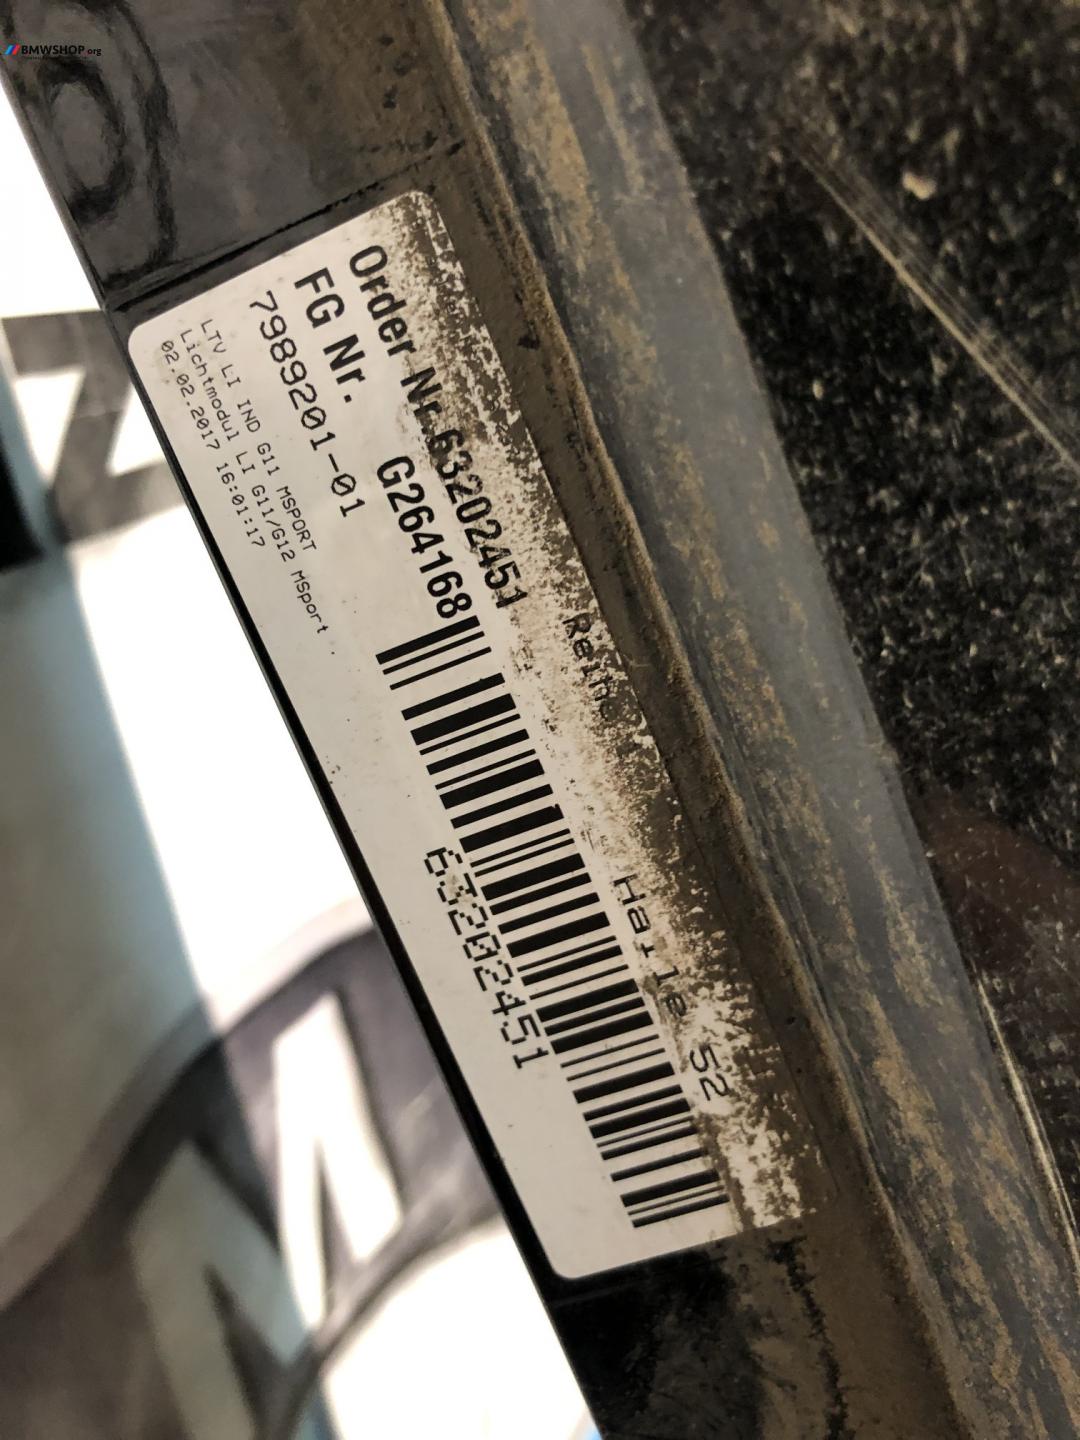 BMWSHOP.org
Order Nr. 63202451
FG Nr. G264168
7989201-01
LTV LI IND G11 MSPORT
Lichtmodul LI G11/G12 MSport
02.02.2017 16:01:17
Halle 52
63202451